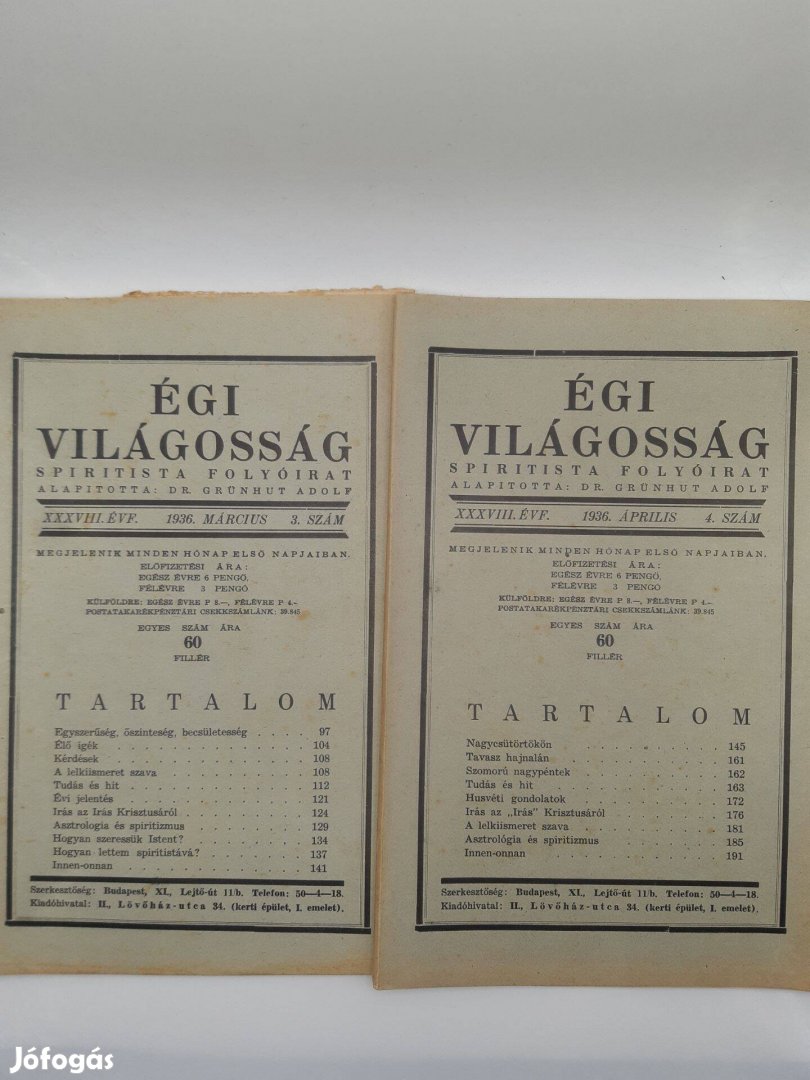 ÉGI
VILÁGOSSÁG
SPIRITISTA FOLYÓIRAT
ALAPITOTTA: DR. GRÜNHUT ADOLF
XXXVIII. ÉVF. 1936. MÁRCIUS 3. SZÁM
MEGJELENIK MINDEN HÓNAP ELSŐ NAPJAIBAN.
ELŐFIZETÉSI ÁRA:
EGÉSZ ÉVRE 6 PENGŐ,
FÉLÉVRE 3 PENGŐ
KÜLFÖLDRE: EGÉSZ ÉVRE P 8.—, FÉLÉVRE P 4.-
POSTATAKARÉKPÉNZTÁRI CSEKKSZÁMLÁNK: 39.845
EGYES SZÁM ÁRA
60
FILLÉR
TARTALOM
Egyszerűség, őszinteség, becsületesség . . . . 97
Élő igék . . . . . . . . . . . . 104
Kérdések . . . . . . . . . . . . 108
A lelkiismeret szava . . . . . . . . . 108
Tudás és hit . . . . . . . . . . . 112
Évi jelentés . . . . . . . . . . . 121
Irás az Irás Krisztusáról . . . . . . . . 124
Asztrologia és spiritizmus . . . . . . . 129
Hogyan szeressük Istent? . . . . . . . 134
Hogyan lettem spiritistává? . . . . . . . 137
Innen-onnan . . . . . . . . . . . 141
Szerkesztőség: Budapest, XI., Lejtő-út 11/b. Telefon: 50—4—18.
Kiadóhivatal: II., Lövőház-utca 34. (kerti épület, I. emelet).
ÉGI
VILÁGOSSÁG
SPIRITISTA FOLYÓIRAT
ALAPITOTTA: DR. GRÜNHUT ADOLF
XXXVIII. ÉVF. 1936. ÁPRILIS 4. SZÁM
MEGJELENIK MINDEN HÓNAP ELSŐ NAPJAIBAN.
ELŐFIZETÉSI ÁRA:
EGÉSZ ÉVRE 6 PENGŐ,
FÉLÉVRE 3 PENGŐ
KÜLFÖLDRE: EGÉSZ ÉVRE P 8.—, FÉLÉVRE P 4.-
POSTATAKARÉKPÉNZTÁRI CSEKKSZÁMLÁNK: 39.845
EGYES SZÁM ÁRA
60
FILLÉR
TARTALOM
Nagycsütörtökön . . . . . . . . . . 145
Tavasz hajnalán . . . . . . . . . . 161
Szomorú nagypéntek . . . . . . . . . 162
Tudás és hit . . . . . . . . . . . 163
Husvéti gondolatok . . . . . . . . . 172
Irás az „Irás" Krisztusáról . . . . . . . 176
A lelkiismeret szava . . . . . . . . . 181
Asztrológia és spiritizmus . . . . . . . 185
Innen-onnan . . . . . . . . . . . 191
Szerkesztőség: Budapest, XI., Lejtő-út 11/b. Telefon: 50—4—18.
Kiadóhivatal: II., Lövőház-utca 34. (kerti épület, I. emelet).
Jófogás